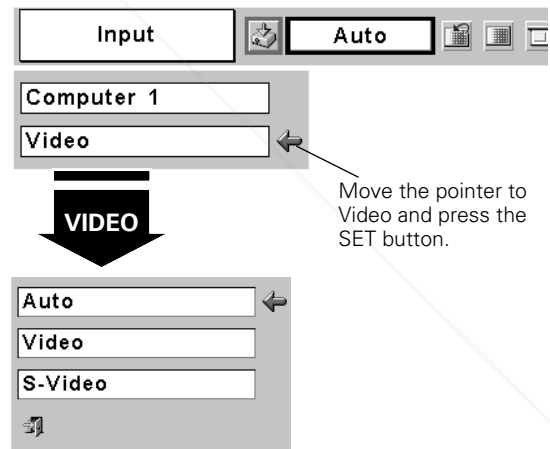 Input Auto
Computer 1
Video
Move the pointer to
Video and press the
SET button.
VIDEO
Auto
Video
S-Video